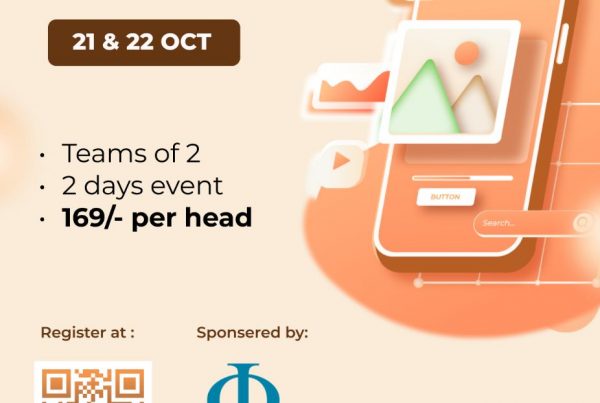 21 & 22 OCT
• Teams of 2
• 2 days event
• 169/- per head
BUTTON
Search...
Register at :
Sponsered by:
Φ